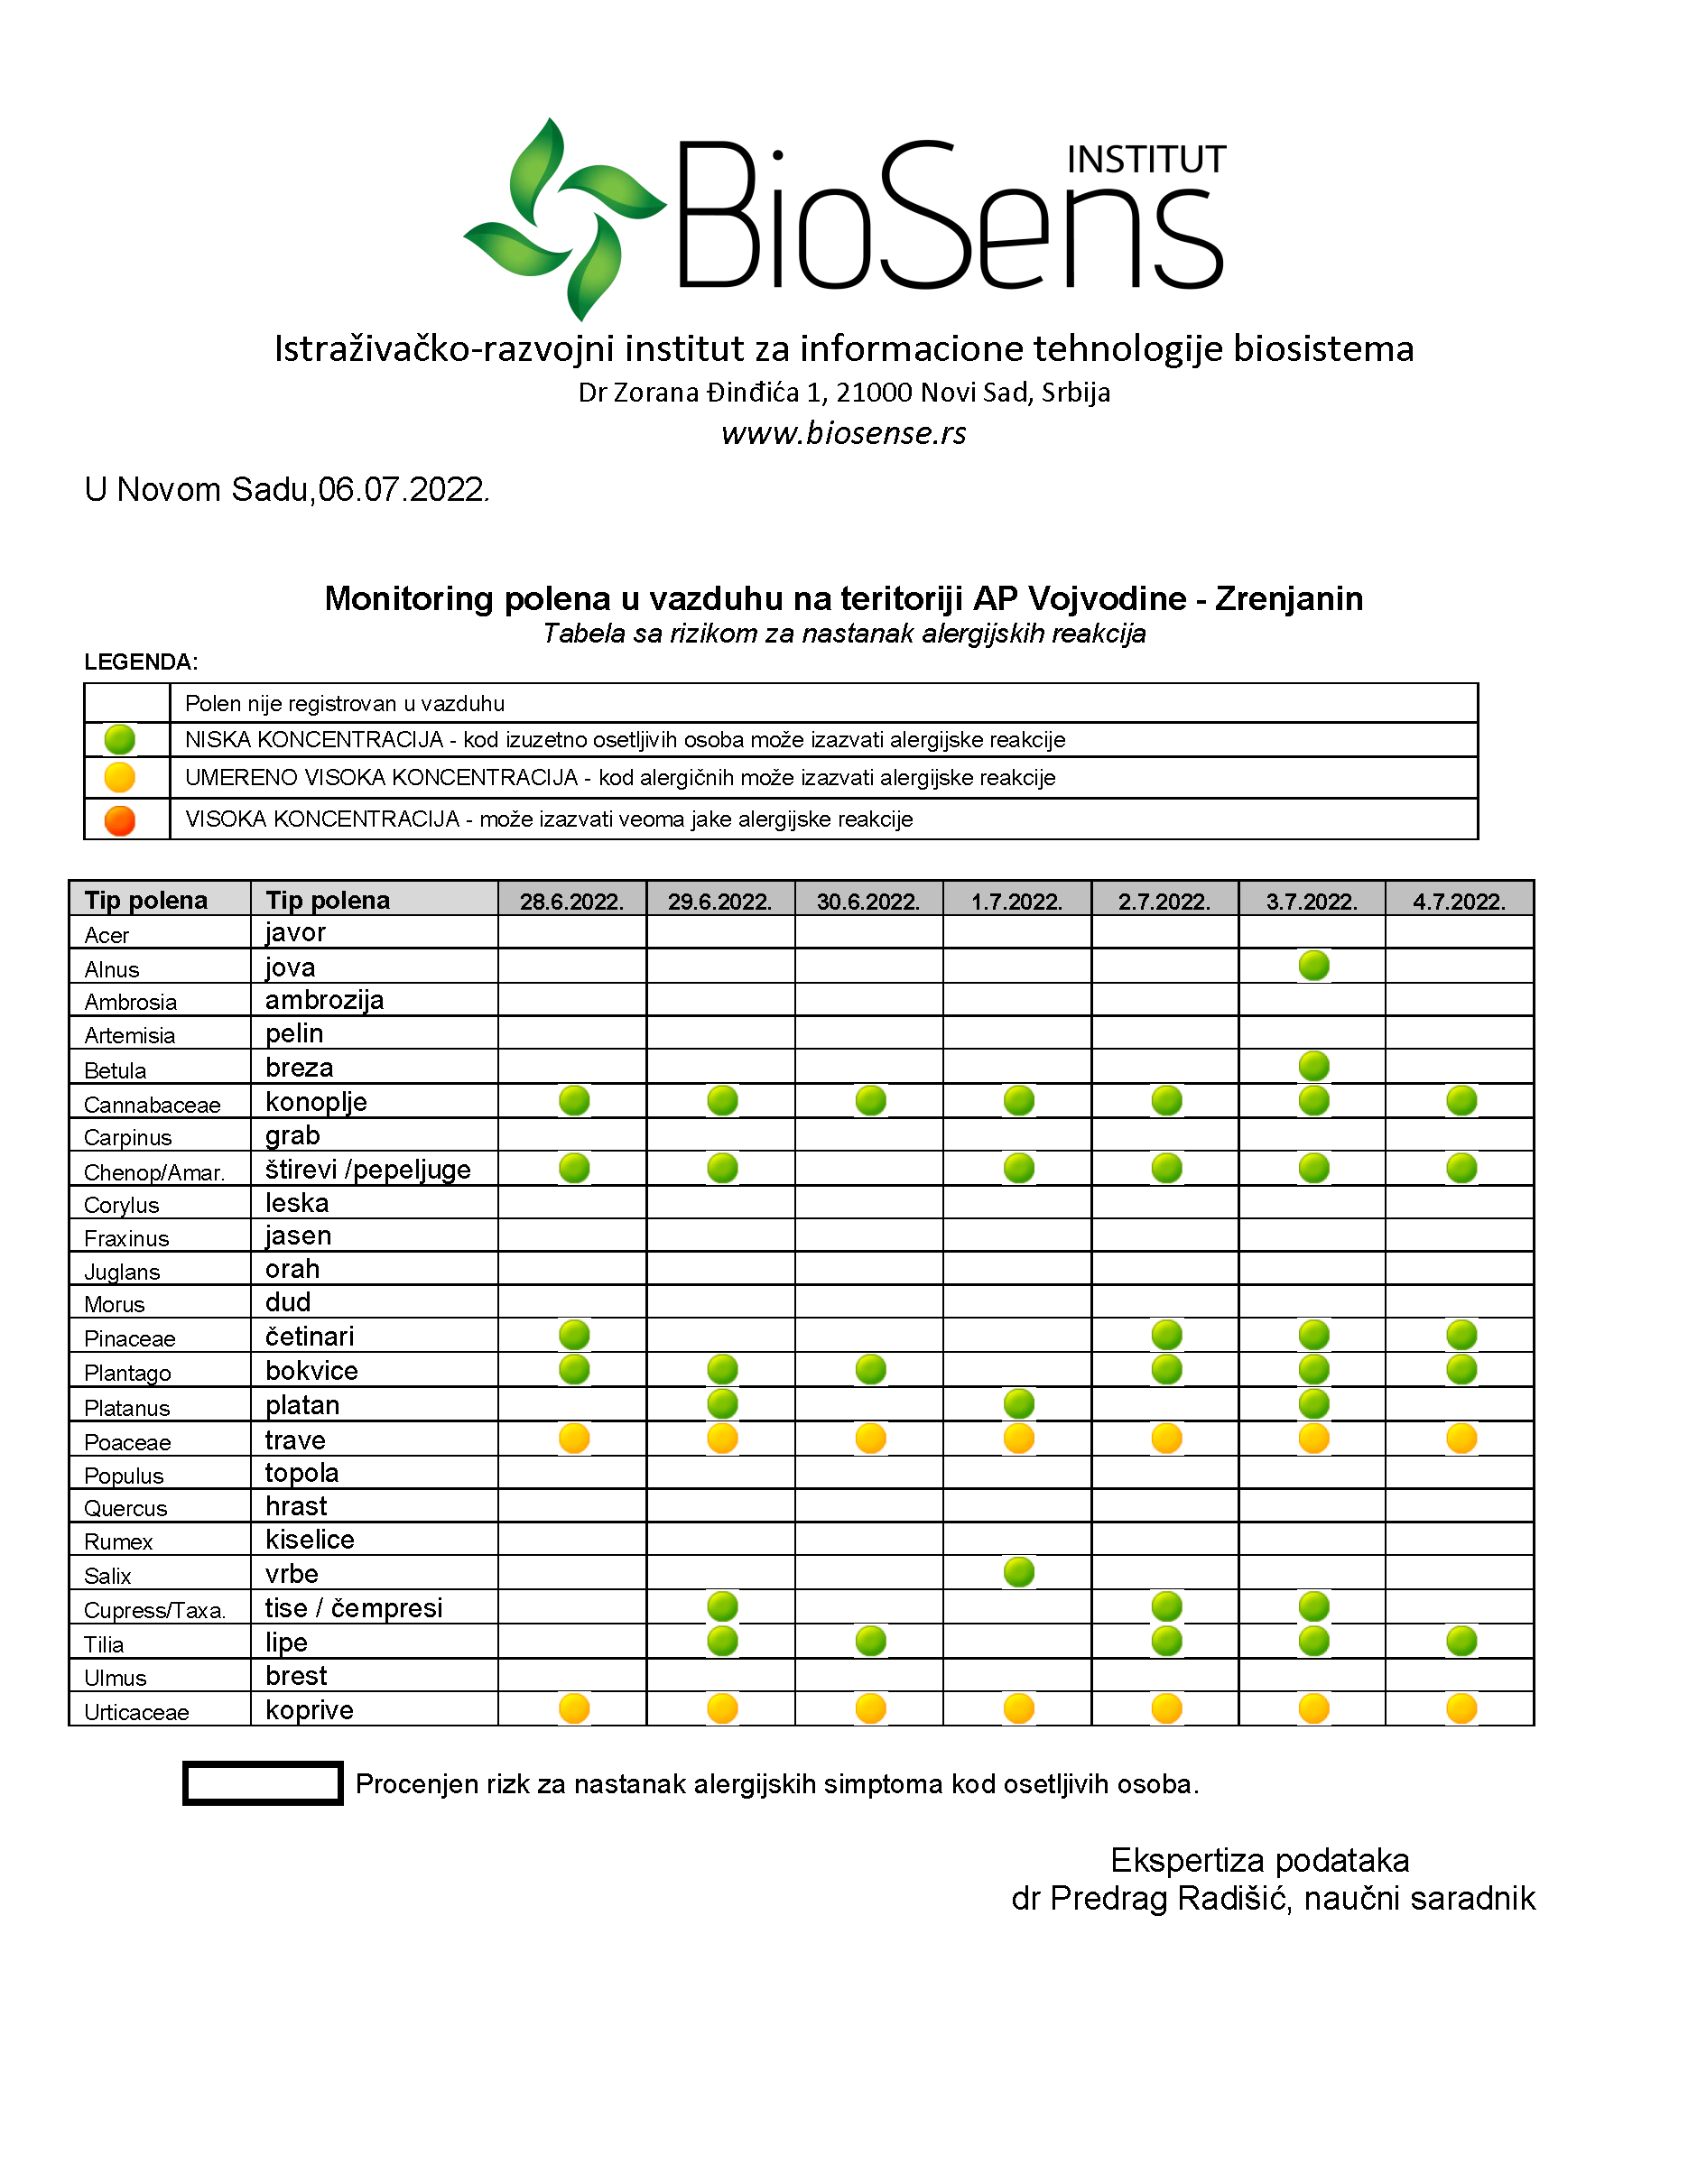 INSTITUT
BioSens
Istraživačko-razvojni institut za informacione tehnologije biosistema
Dr Zorana Đinđića 1, 21000 Novi Sad, Srbija
www.biosense.rs
U Novom Sadu,06.07.2022.
Monitoring polena u vazduhu na teritoriji AP Vojvodine - Zrenjanin
Tabela sa rizikom za nastanak alergijskih reakcija
LEGENDA:
Polen nije registrovan u vazduhu
NISKA KONCENTRACIJA - kod izuzetno osetljivih osoba može izazvati alergijske reakcije
UMERENO VISOKA KONCENTRACIJA - kod alergičnih može izazvati alergijske reakcije
VISOKA KONCENTRACIJA - može izazvati veoma jake alergijske reakcije
Tip polena Tip polena 28.6.2022. 29.6.2022. 30.6.2022. 1.7.2022. 2.7.2022. 3.7.2022. 4.7.2022.
Acer javor
Alnus jova
Ambrosia ambrozija
Artemisia pelin
Betula breza
Cannabaceae konoplje
Carpinus grab
Chenop/Amar. štirevi /pepeljuge
Corylus leska
Fraxinus jasen
Juglans orah
Morus dud
Pinaceae četinari
Plantago bokvice
Platanus platan
Poaceae trave
Populus topola
Quercus hrast
Rumex kiselice
Salix vrbe
Cupress/Taxa. tise / čempresi
Tilia lipe
Ulmus brest
Urticaceae koprive
Procenjen rizk za nastanak alergijskih simptoma kod osetljivih osoba.
Ekspertiza podataka
dr Predrag Radišić, naučni saradnik